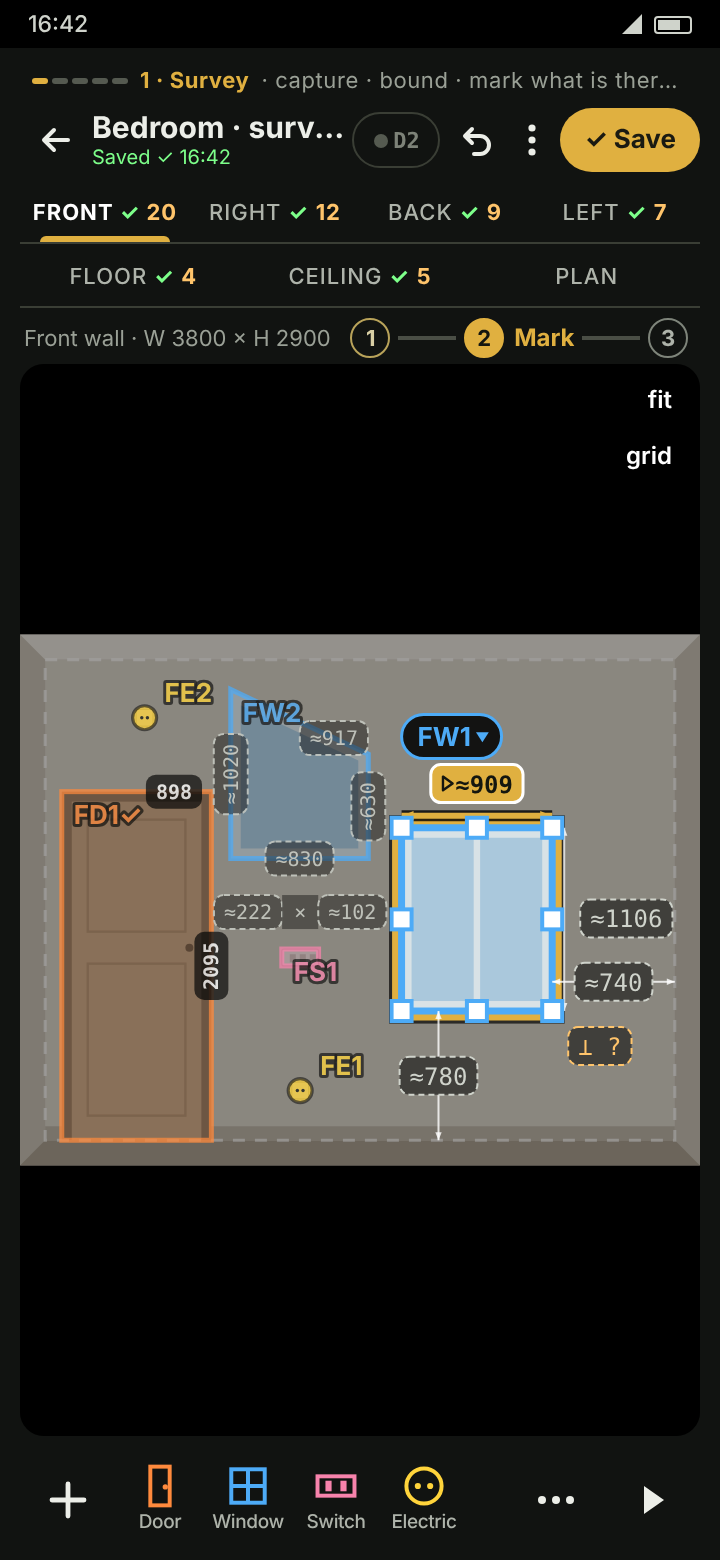 16:42
1 · Survey · capture · bound · mark what is ther…
Bedroom · surv…
Saved ✓ 16:42
D2
✓ Save
FRONT ✓ 20
RIGHT ✓ 12
BACK ✓ 9
LEFT ✓ 7
FLOOR ✓ 4
CEILING ✓ 5
PLAN
Front wall · W 3800 × H 2900
1
2 Mark
3
fit
grid
FE2
FW2
≈917
FW1▾
≈1020
▷≈909
898
FD1✓
≈630
≈830
≈222 × ≈102
≈1106
2095
FS1
≈740
⊥ ?
FE1
≈780
Door
Window
Switch
Electric